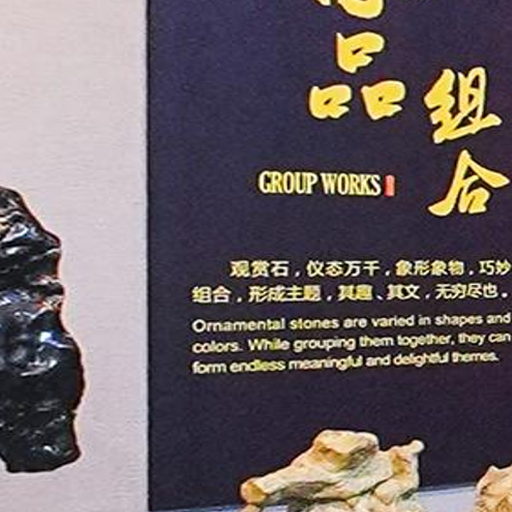 品
组
合
GROUP WORKS
观赏石，仪态万千，象形象物，巧妙
组合，形成主题，其趣、其文，无穷尽也。
Ornamental stones are varied in shapes and
colors. While grouping them together, they can
form endless meaningful and delightful themes.